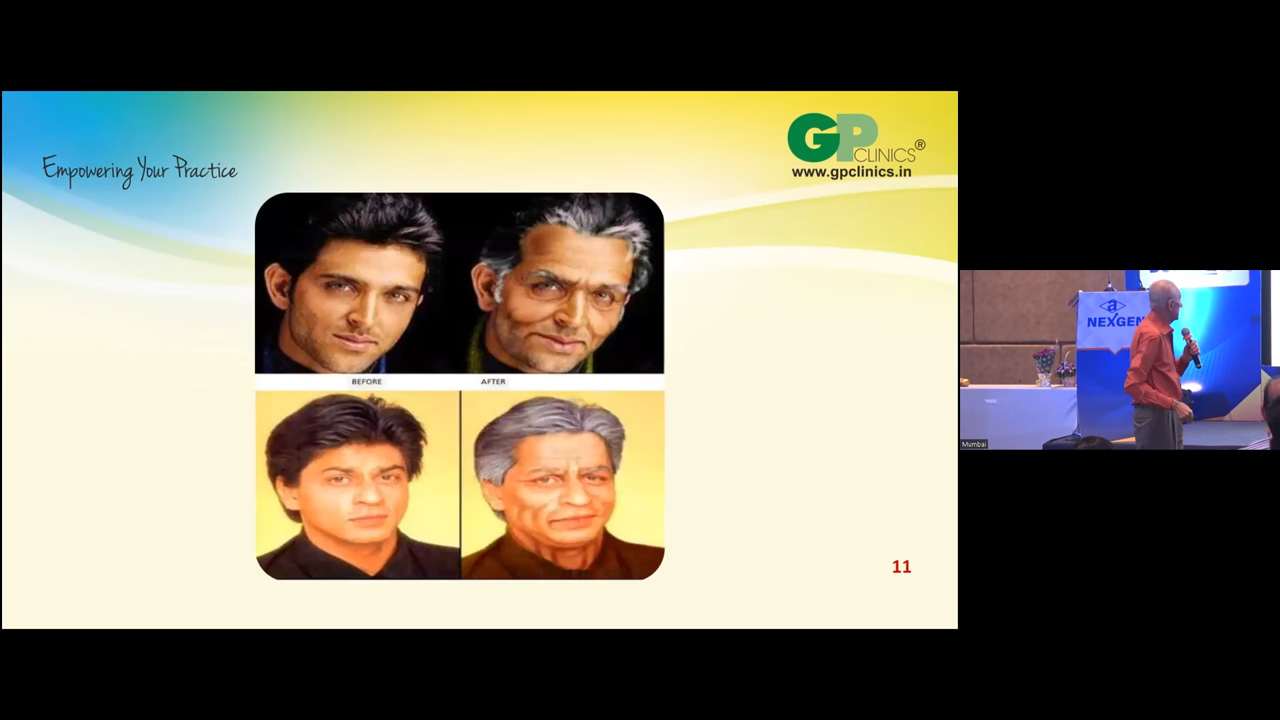 Empowering Your Practice
GP
CLINICS®
www.gpclinics.in
BEFORE
AFTER
11
NEXGEN
Mumbai